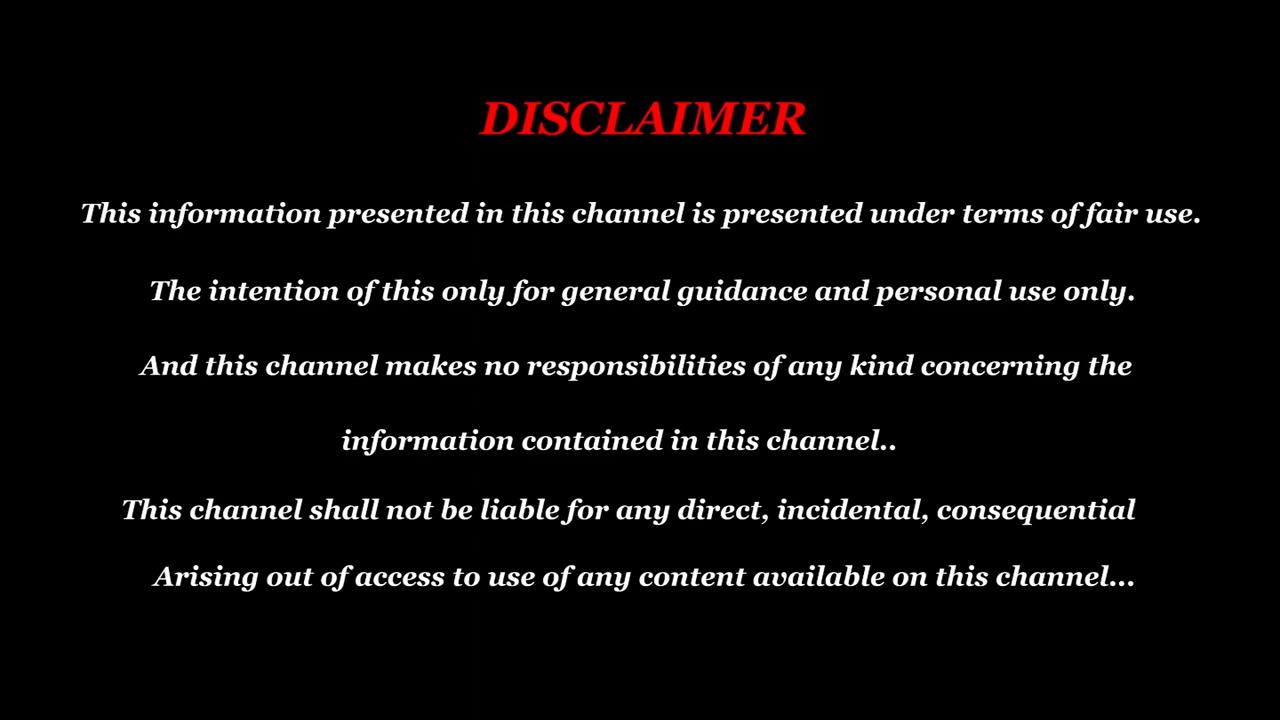 DISCLAIMER
This information presented in this channel is presented under terms of fair use.
The intention of this only for general guidance and personal use only.
And this channel makes no responsibilities of any kind concerning the
information contained in this channel..
This channel shall not be liable for any direct, incidental, consequential
Arising out of access to use of any content available on this channel...